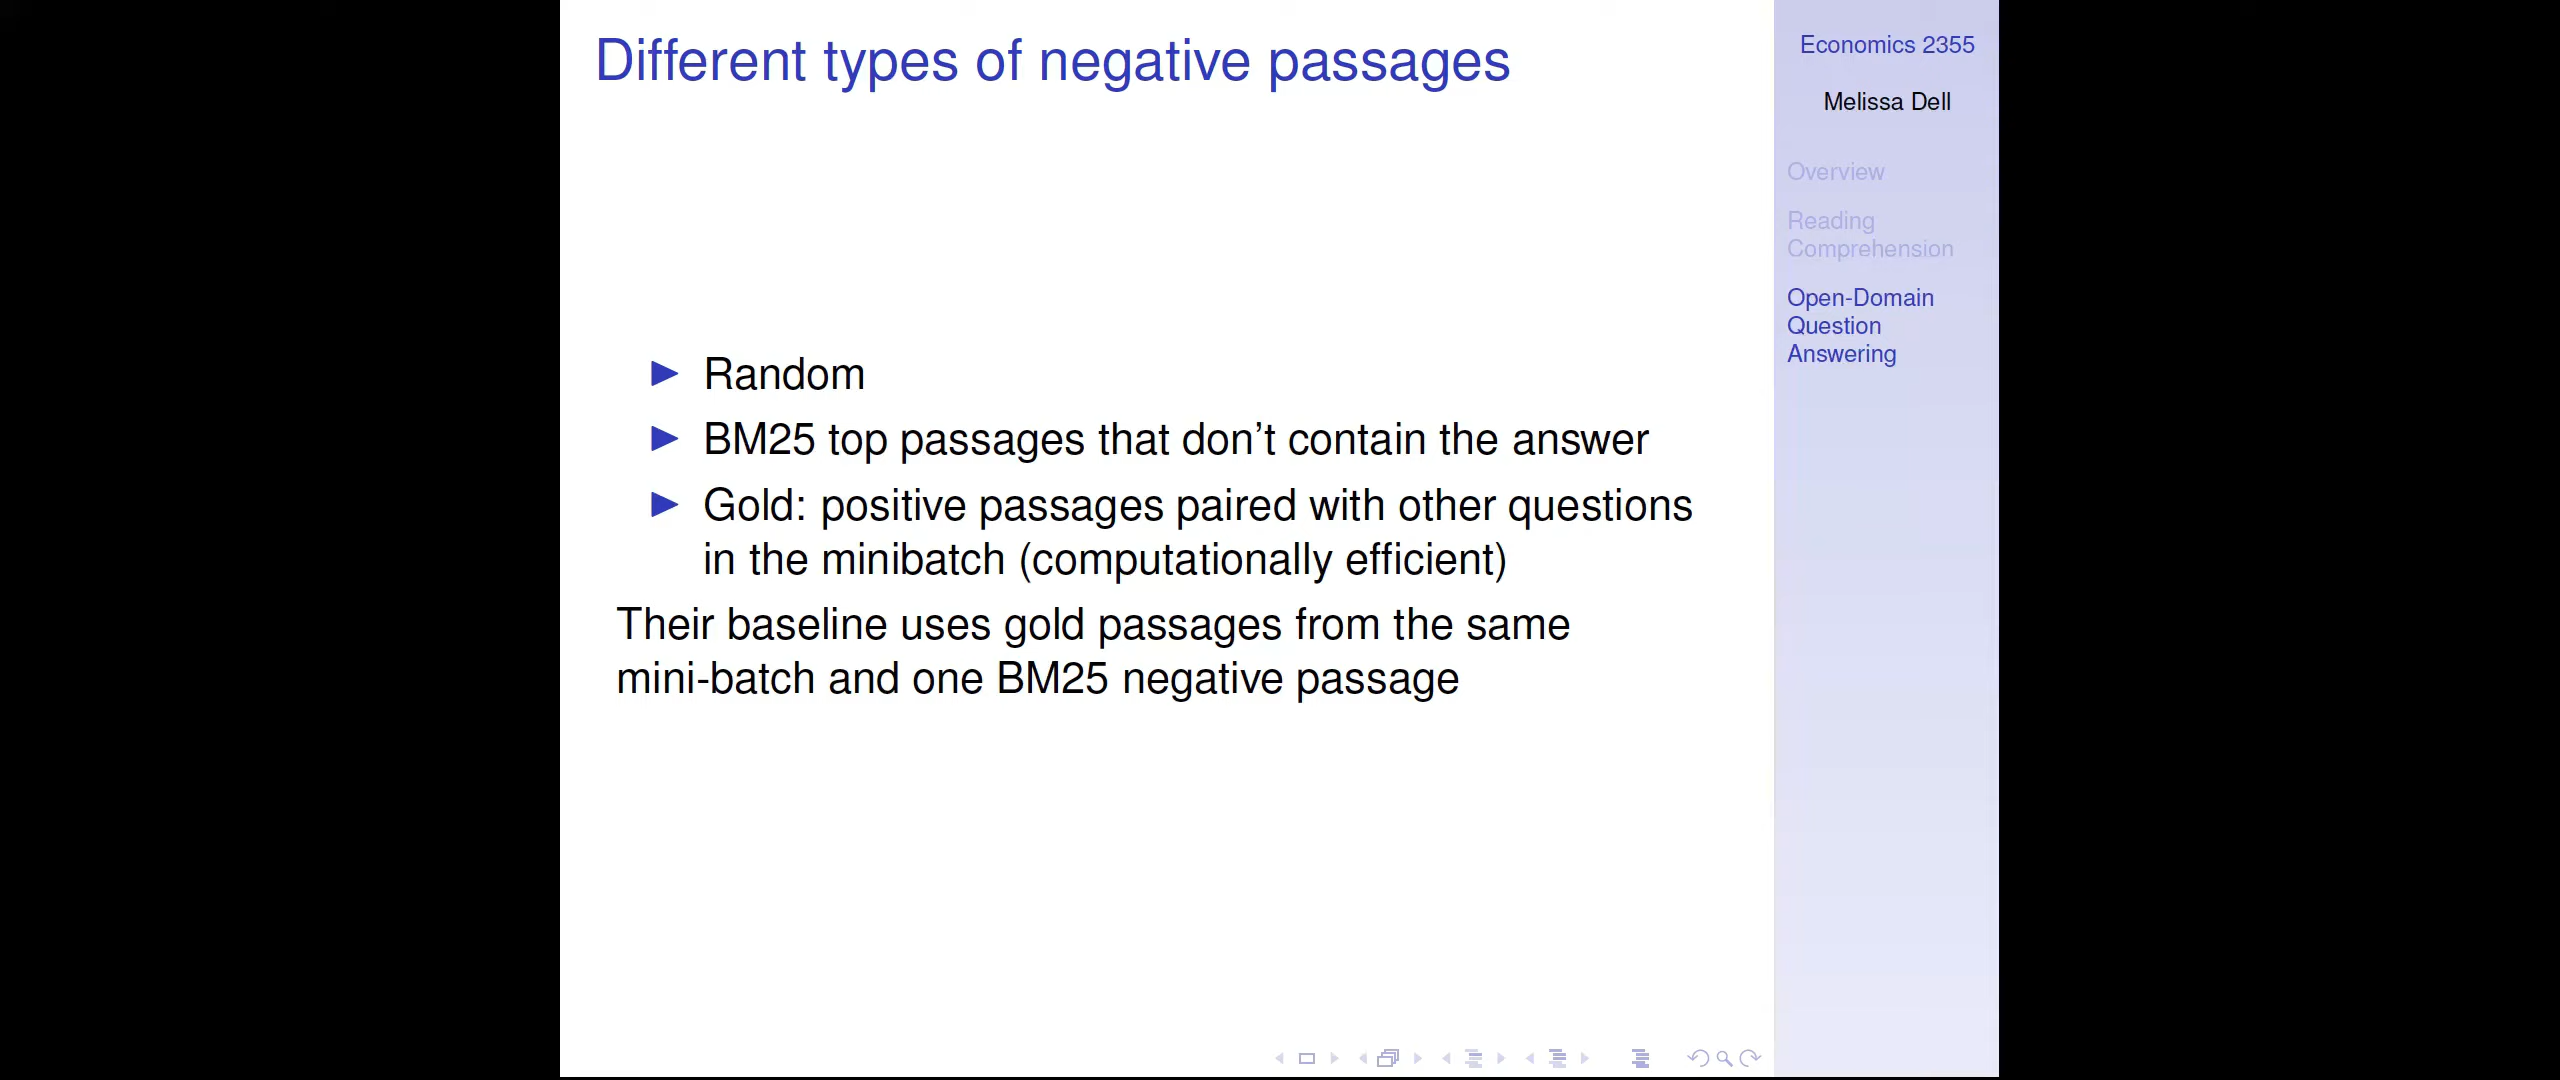 Different types of negative passages
Random
BM25 top passages that don't contain the answer
Gold: positive passages paired with other questions
in the minibatch (computationally efficient)
Their baseline uses gold passages from the same
mini-batch and one BM25 negative passage
Economics 2355
Melissa Dell
Overview
Reading
Comprehension
Open-Domain
Question
Answering